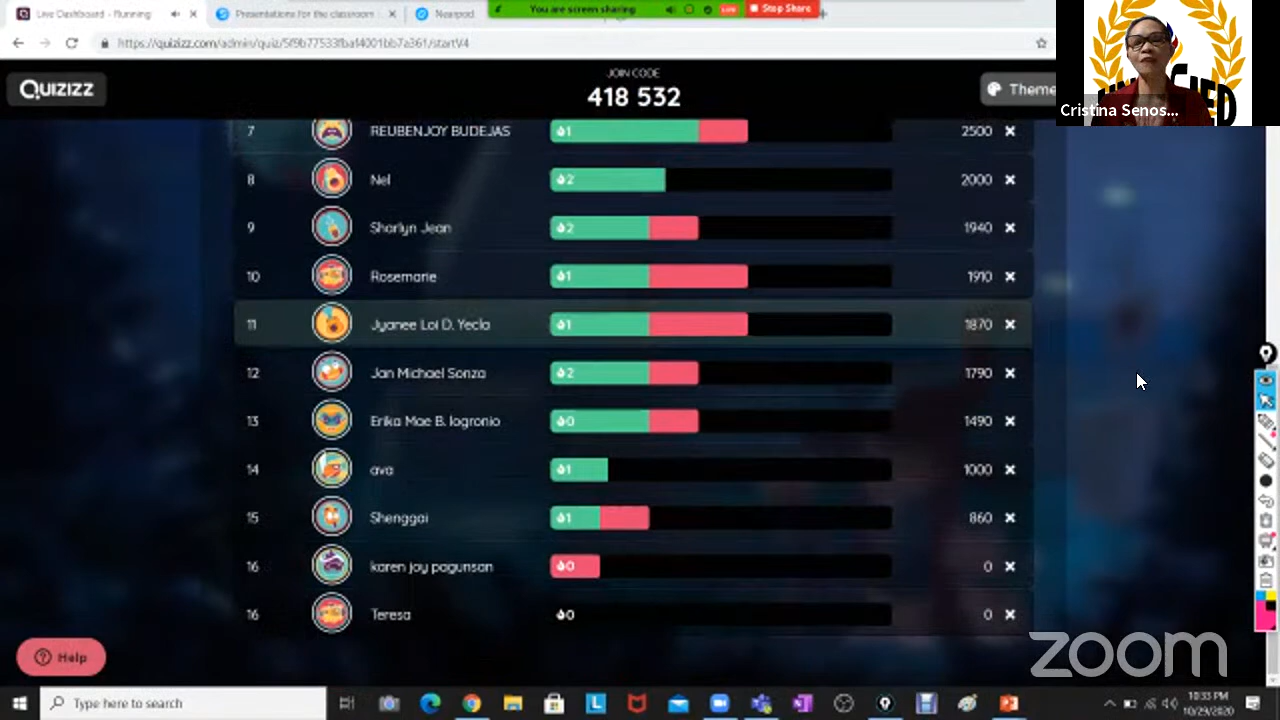 Live Dashboard - Running
Presentations for the classroom
Nearpod
You are screen sharing
LIVE
Stop Share
https://quizizz.com/admin/quiz/5f9b77533fbaf4001bb7a361/startV4
Quizizz
JOIN CODE
418 532
Theme
Cristina Senos...
7 REUBENJOY BUDEJAS 1 2500
8 Nel 2 2000
9 Sharlyn Jean 2 1940
10 Rosemarie 1 1910
11 Jyanee Loi D. Yecla 1 1870
12 Jan Michael Sonza 2 1790
13 Erika Mae B. logronio 0 1490
14 ava 1 1000
15 Shenggai 1 860
16 karen joy pagunsan 0 0
16 Teresa 0 0
Help
zoom
Type here to search
10:33 PM
10/29/2020